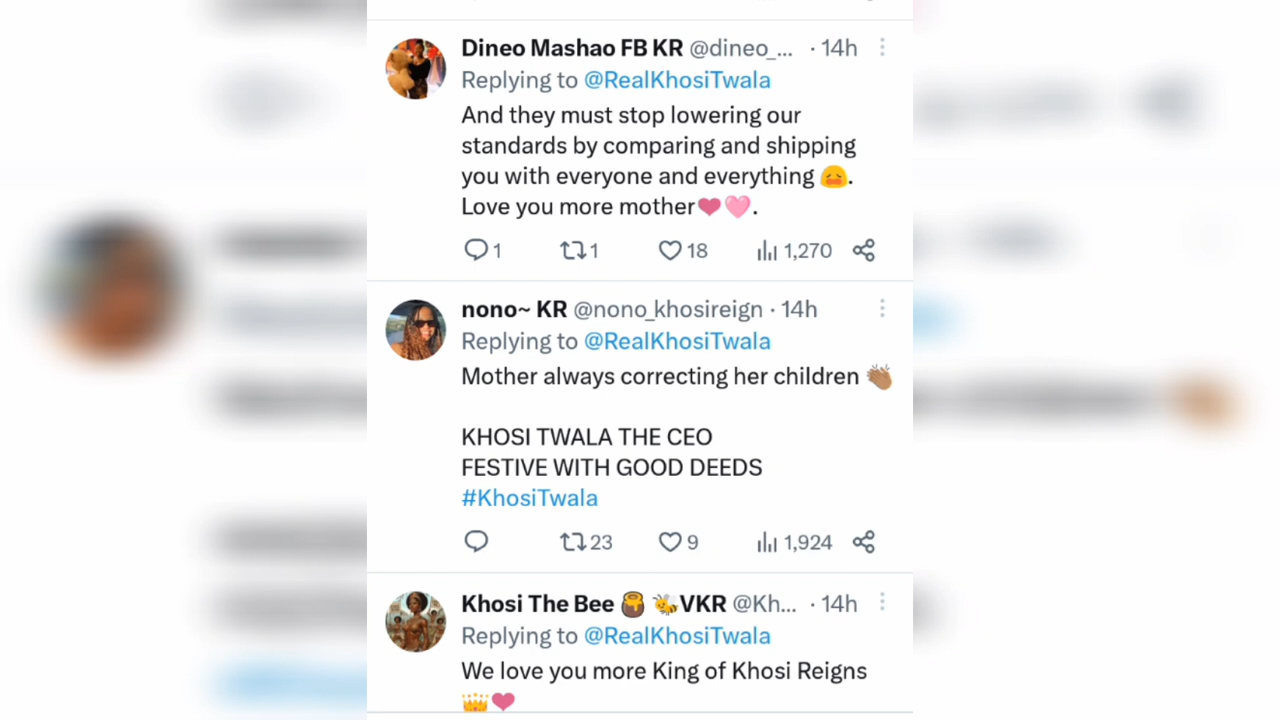 Dineo Mashao FB KR @dineo_... · 14h
Replying to @RealKhosiTwala
And they must stop lowering our
standards by comparing and shipping
you with everyone and everything 😩.
Love you more mother❤️🩷.
1 1 18 1,270
nono~ KR @nono_khosireign · 14h
Replying to @RealKhosiTwala
Mother always correcting her children 👏🏽
KHOSI TWALA THE CEO
FESTIVE WITH GOOD DEEDS
#KhosiTwala
23 9 1,924
Khosi The Bee 🍯 🐝VKR @Kh... · 14h
Replying to @RealKhosiTwala
We love you more King of Khosi Reigns
👑❤️